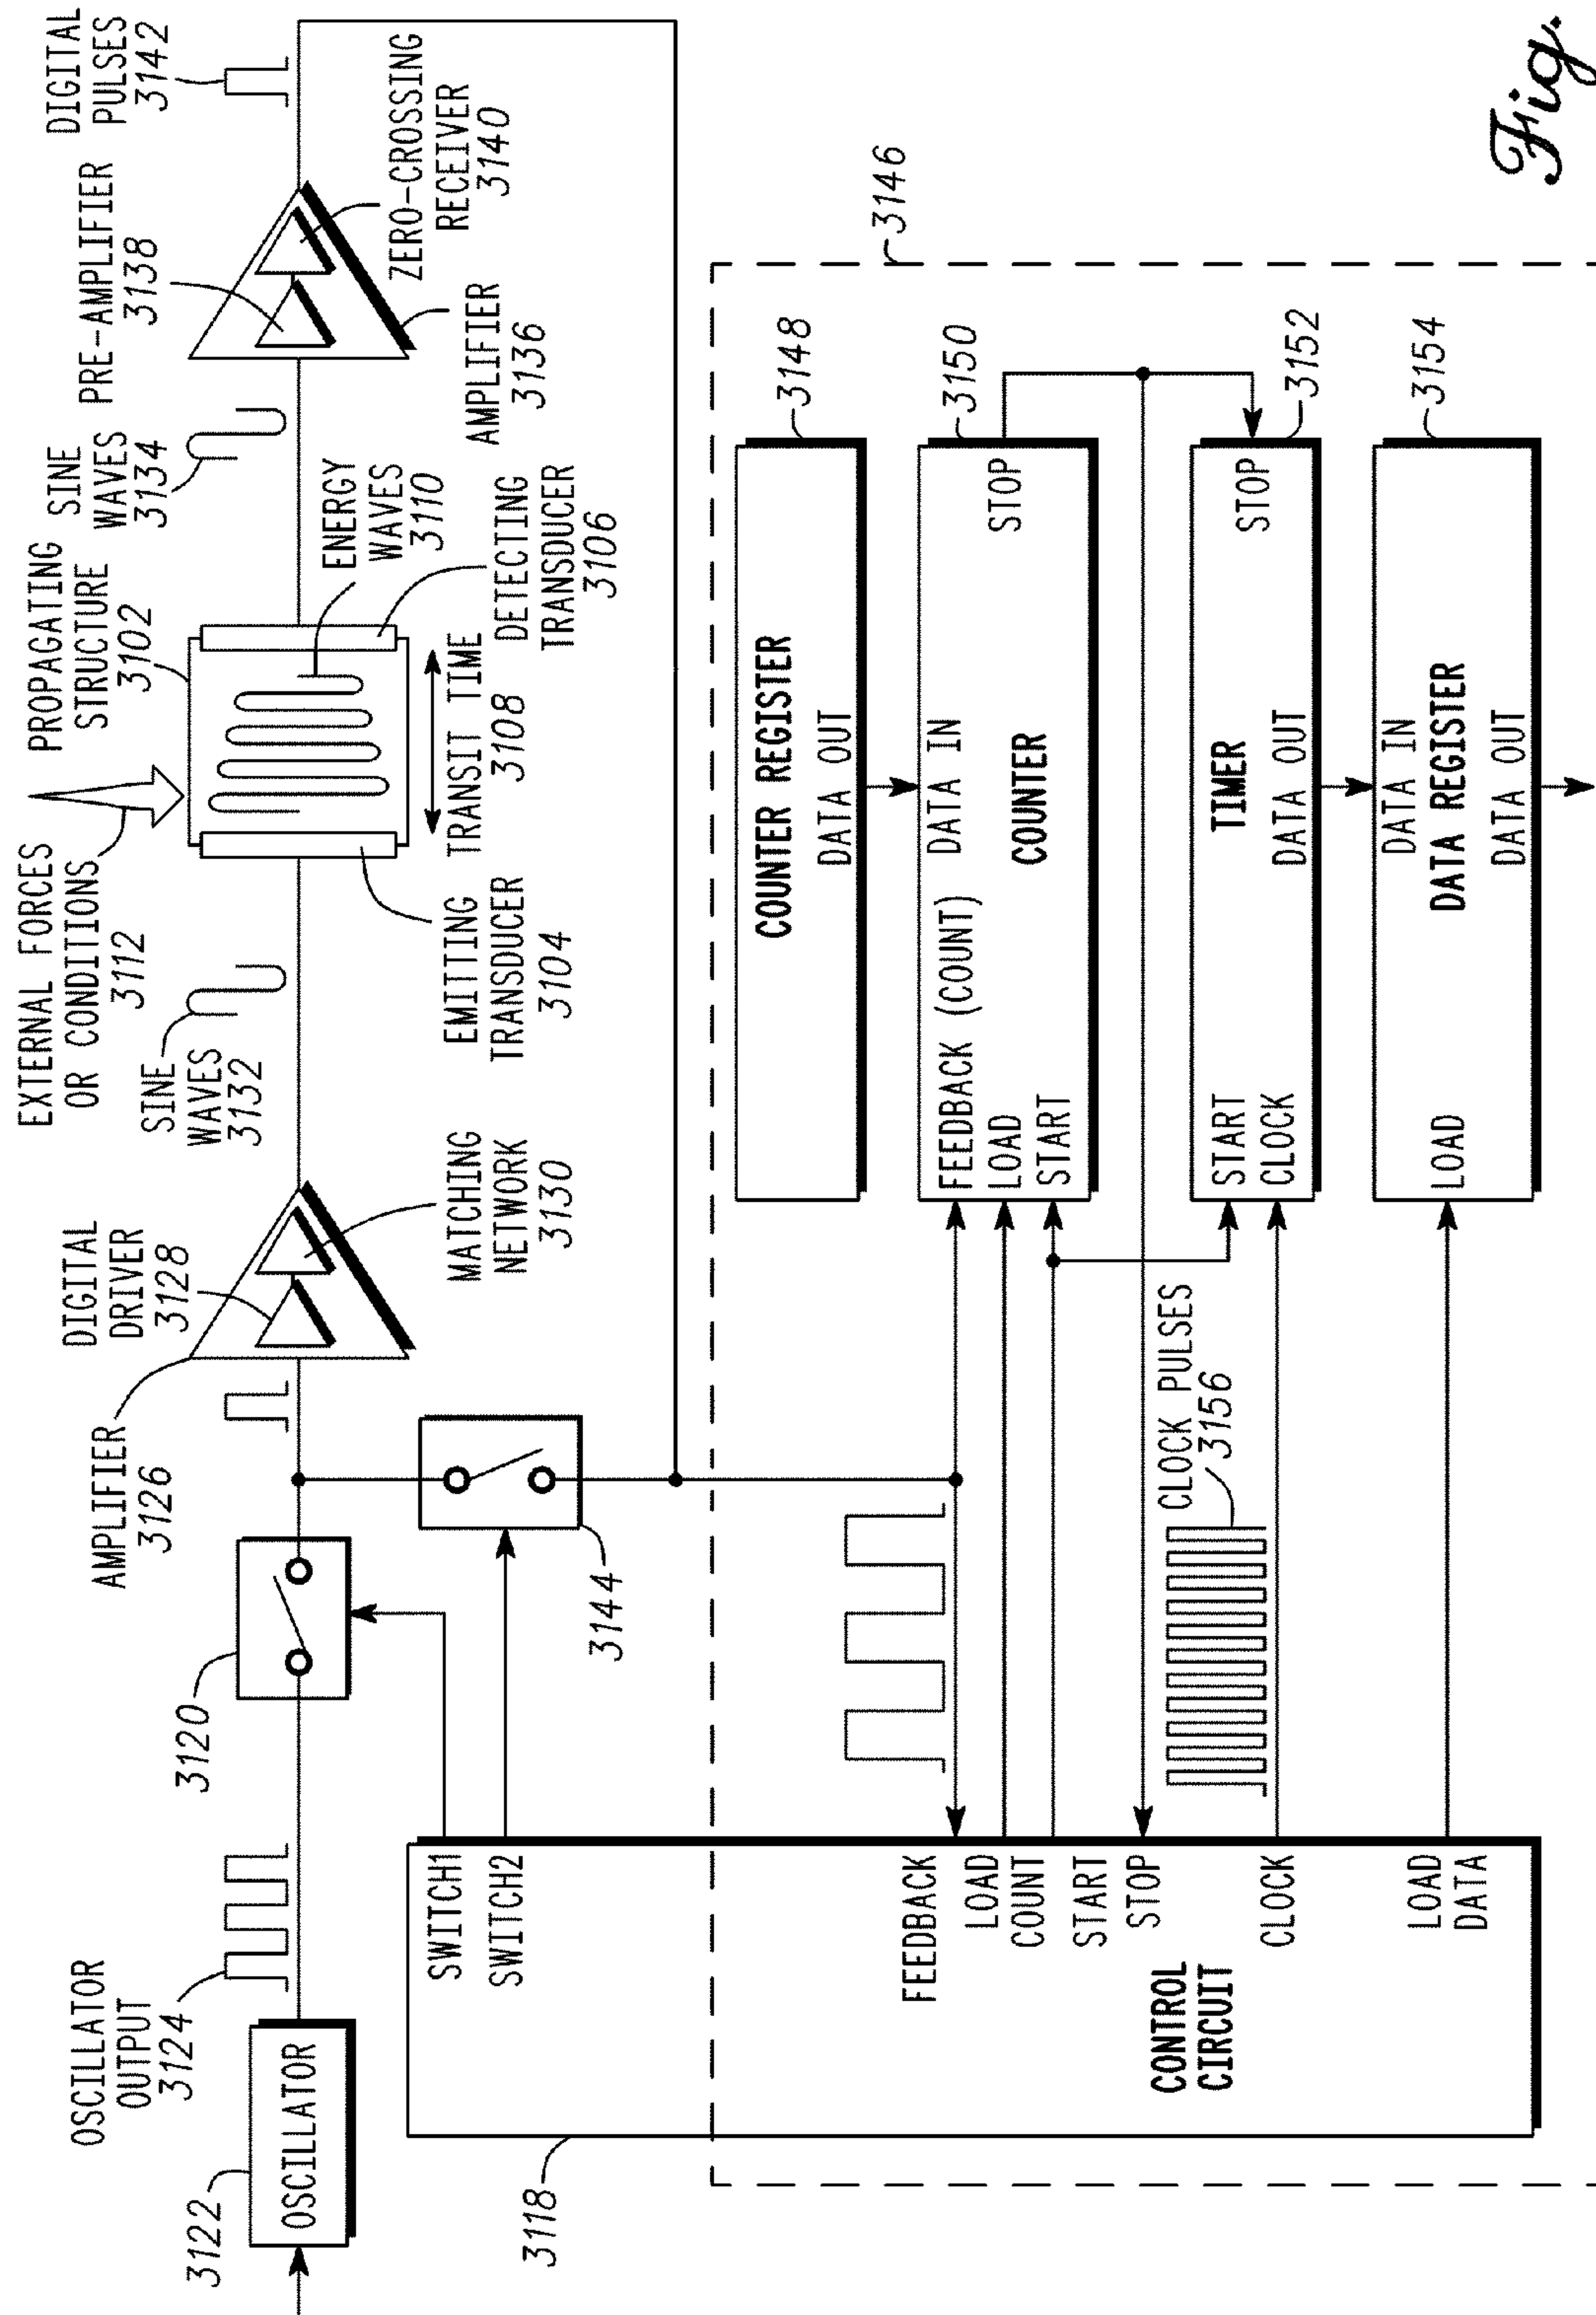 OSCILLATOR
OUTPUT
3124
3122
OSCILLATOR
3120
AMPLIFIER
3126
DIGITAL
DRIVER
3128
MATCHING
NETWORK
3130
EXTERNAL FORCES
OR CONDITIONS
3112
SINE
WAVES
3132
PROPAGATING
STRUCTURE
3102
EMITTING
TRANSDUCER
3104
TRANSIT TIME
3108
ENERGY
WAVES
3110
DETECTING
TRANSDUCER
3106
SINE
WAVES
3134
PRE-AMPLIFIER
3138
AMPLIFIER
3136
ZERO-CROSSING
RECEIVER
3140
DIGITAL
PULSES
3142
3144
3146
3118
SWITCH1
SWITCH2
FEEDBACK
LOAD
COUNT
START
STOP
CLOCK
LOAD
DATA
CONTROL
CIRCUIT
CLOCK PULSES
3156
COUNTER REGISTER
DATA OUT
3148
FEEDBACK (COUNT)
LOAD
START
DATA IN
COUNTER
STOP
3150
START
CLOCK
TIMER
DATA OUT
STOP
3152
LOAD
DATA IN
DATA REGISTER
DATA OUT
3154
Fig.